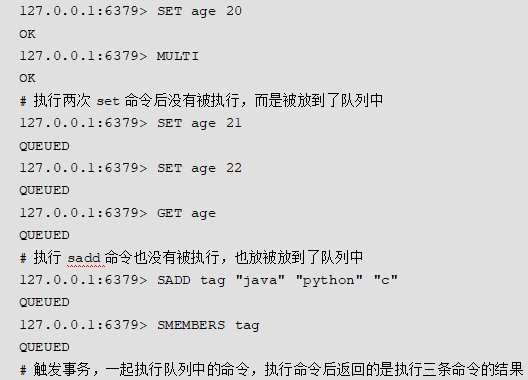 127.0.0.1:6379> SET age 20
OK
127.0.0.1:6379> MULTI
OK
# 执行两次 set 命令后没有被执行，而是被放到了队列中
127.0.0.1:6379> SET age 21
QUEUED
127.0.0.1:6379> SET age 22
QUEUED
127.0.0.1:6379> GET age
QUEUED
# 执行 sadd 命令也没有被执行，也放被放到了队列中
127.0.0.1:6379> SADD tag "java" "python" "c"
QUEUED
127.0.0.1:6379> SMEMBERS tag
QUEUED
# 触发事务，一起执行队列中的命令，执行命令后返回的是执行三条命令的结果